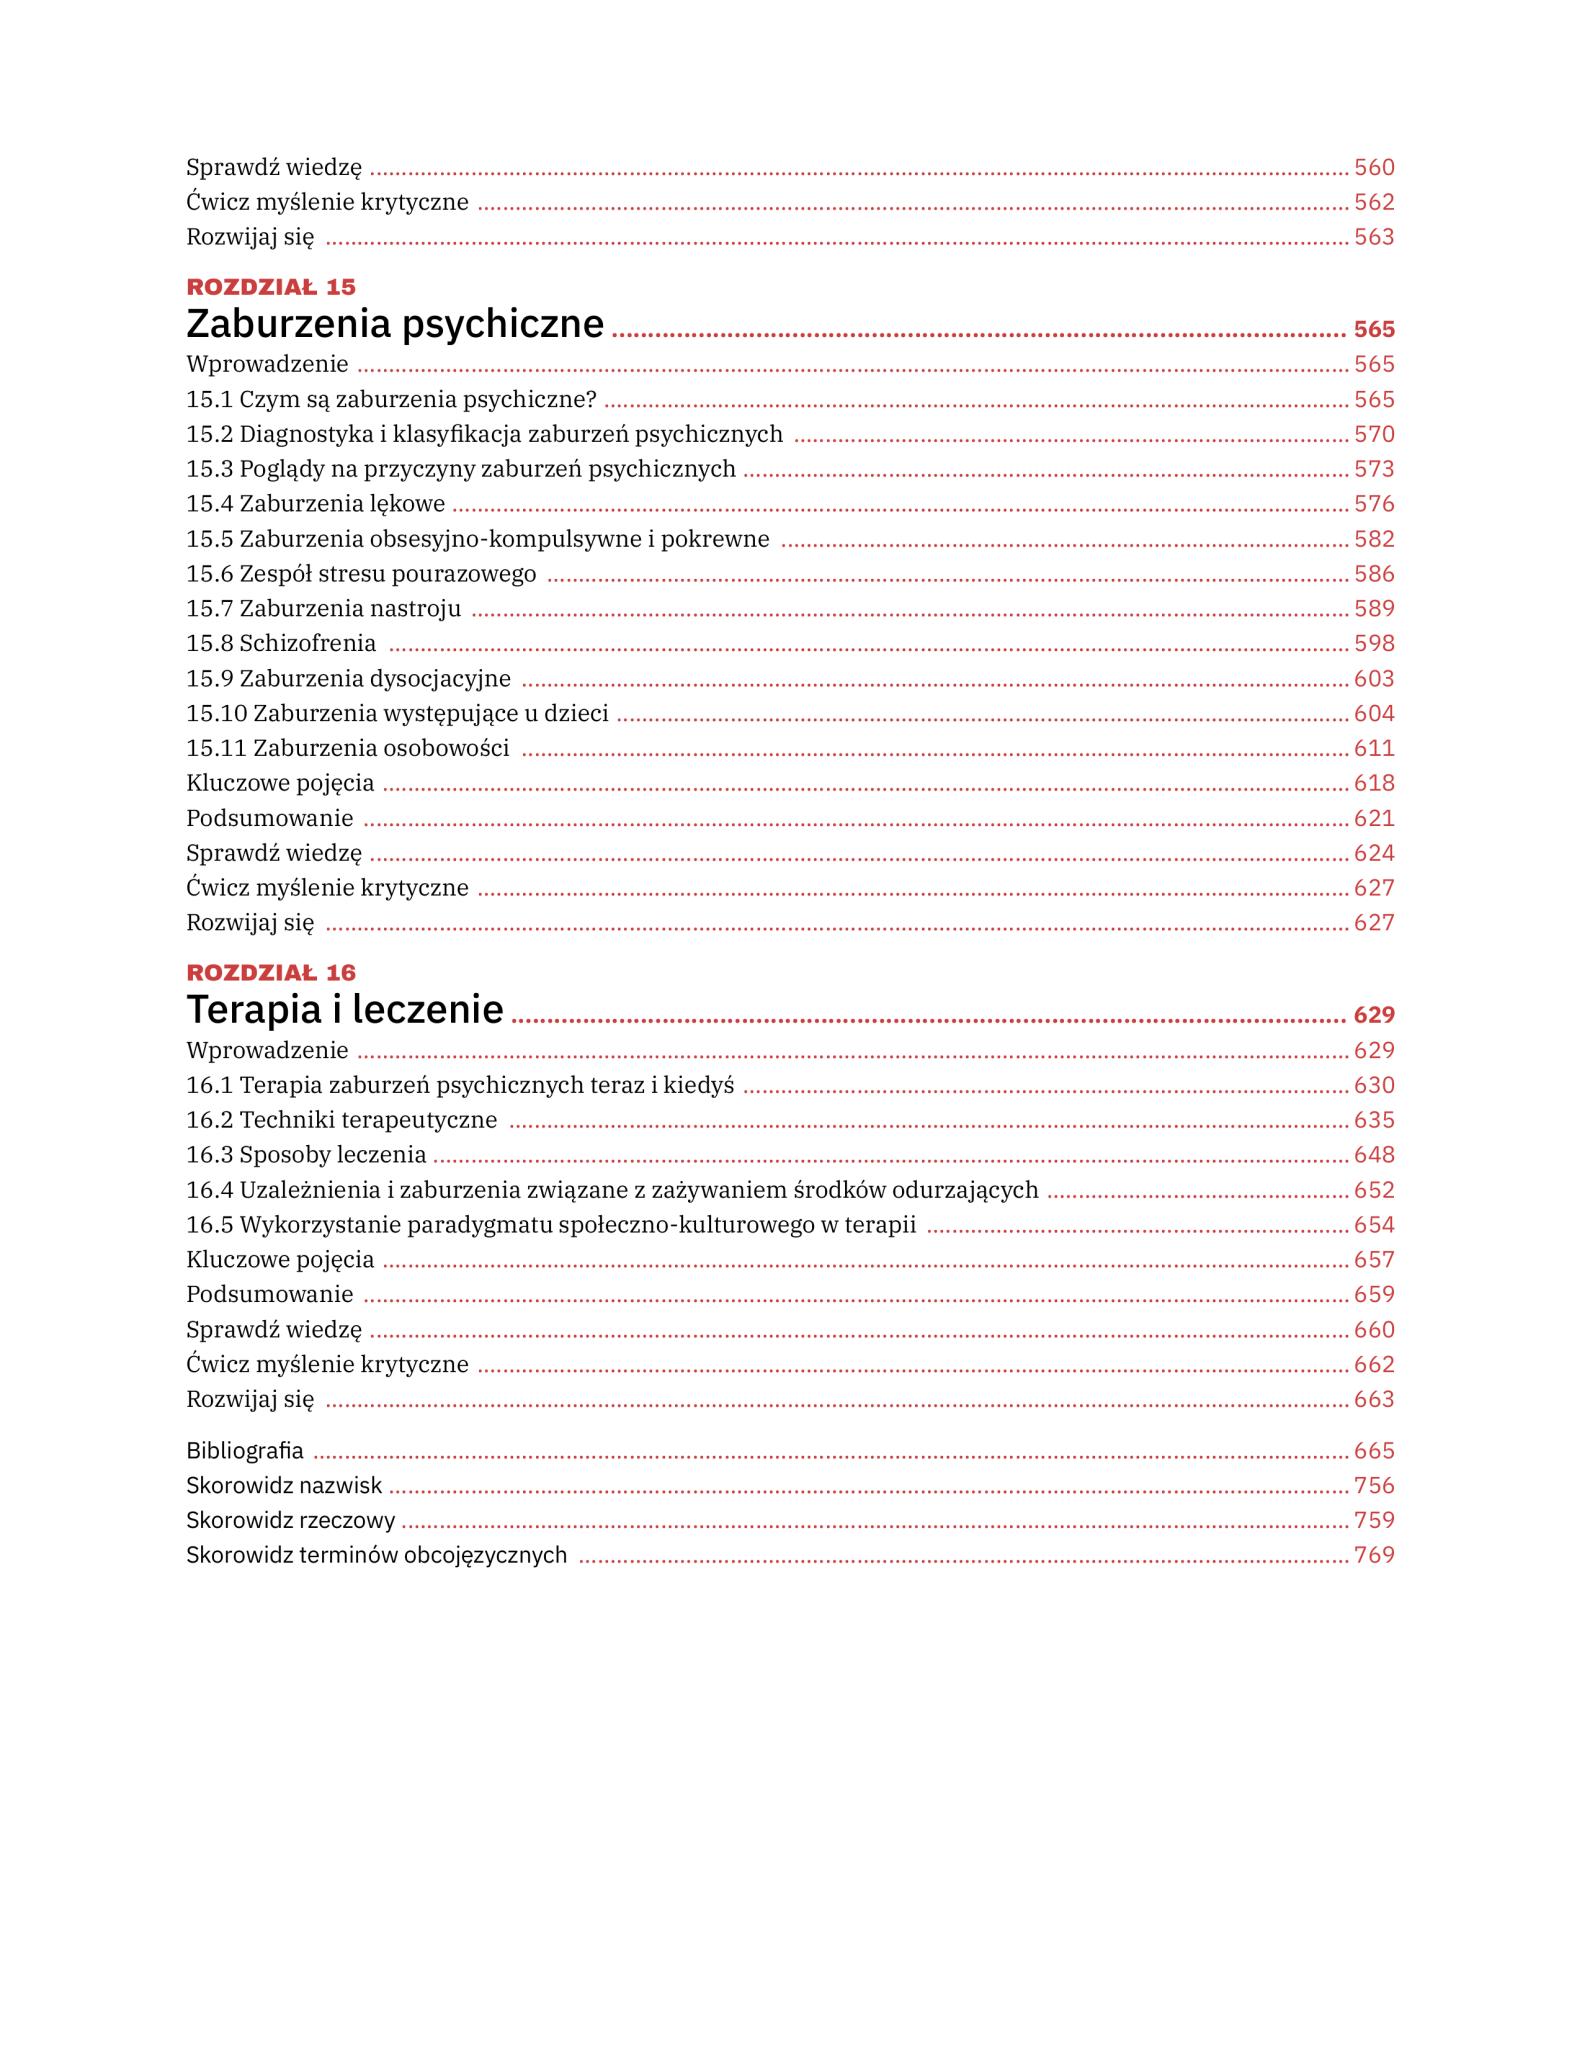 Sprawdź wiedzę 560
Ćwicz myślenie krytyczne 562
Rozwijaj się 563
ROZDZIAŁ 15
Zaburzenia psychiczne 565
Wprowadzenie 565
15.1 Czym są zaburzenia psychiczne? 565
15.2 Diagnostyka i klasyfikacja zaburzeń psychicznych 570
15.3 Poglądy na przyczyny zaburzeń psychicznych 573
15.4 Zaburzenia lękowe 576
15.5 Zaburzenia obsesyjno-kompulsywne i pokrewne 582
15.6 Zespół stresu pourazowego 586
15.7 Zaburzenia nastroju 589
15.8 Schizofrenia 598
15.9 Zaburzenia dysocjacyjne 603
15.10 Zaburzenia występujące u dzieci 604
15.11 Zaburzenia osobowości 611
Kluczowe pojęcia 618
Podsumowanie 621
Sprawdź wiedzę 624
Ćwicz myślenie krytyczne 627
Rozwijaj się 627
ROZDZIAŁ 16
Terapia i leczenie 629
Wprowadzenie 629
16.1 Terapia zaburzeń psychicznych teraz i kiedyś 630
16.2 Techniki terapeutyczne 635
16.3 Sposoby leczenia 648
16.4 Uzależnienia i zaburzenia związane z zażywaniem środków odurzających 652
16.5 Wykorzystanie paradygmatu społeczno-kulturowego w terapii 654
Kluczowe pojęcia 657
Podsumowanie 659
Sprawdź wiedzę 660
Ćwicz myślenie krytyczne 662
Rozwijaj się 663
Bibliografia 665
Skorowidz nazwisk 756
Skorowidz rzeczowy 759
Skorowidz terminów obcojęzycznych 769